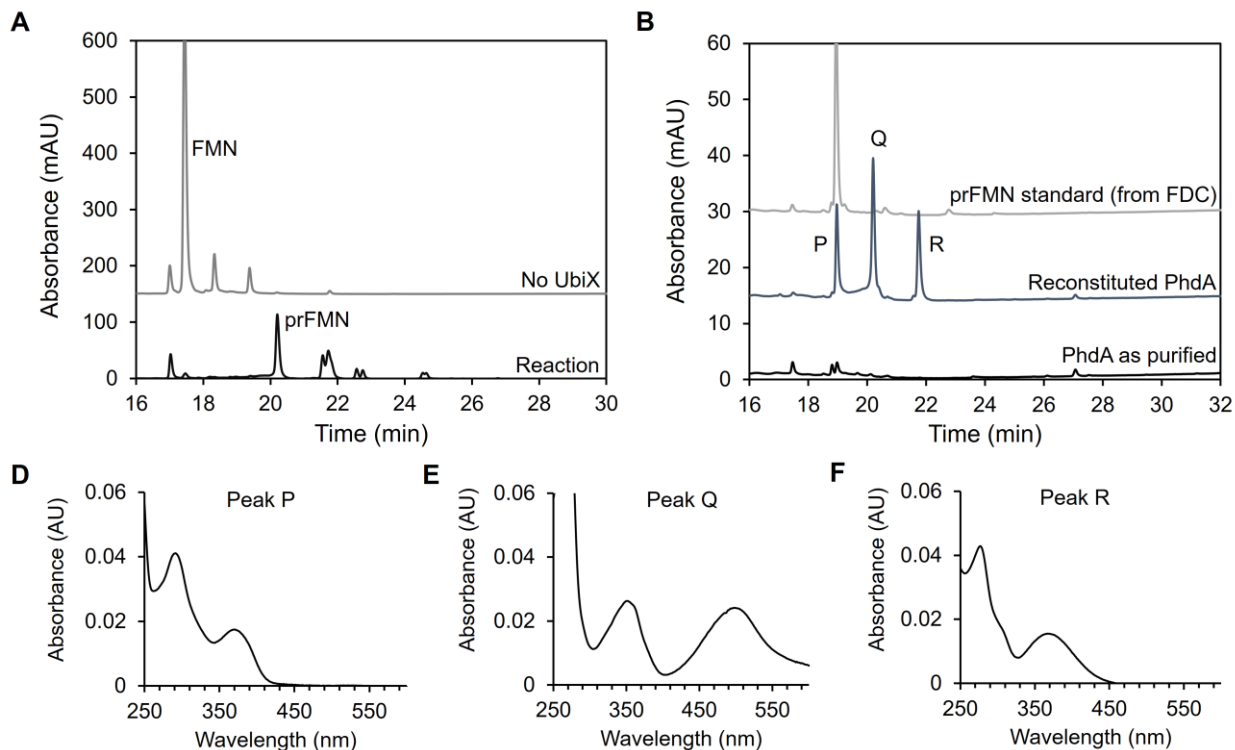 A
600
500
400
300
200
100
0
Absorbance (mAU)
FMN
No UbiX
prFMN
Reaction
16 18 20 22 24 26 28 30
Time (min)
B
60
50
40
30
20
10
0
Absorbance (mAU)
Q
prFMN standard (from FDC)
P
R
Reconstituted PhdA
PhdA as purified
16 18 20 22 24 26 28 30 32
Time (min)
D
Peak P
0.06
0.04
0.02
0
Absorbance (AU)
250 350 450 550
Wavelength (nm)
E
Peak Q
0.06
0.04
0.02
0
Absorbance (AU)
250 350 450 550
Wavelength (nm)
F
Peak R
0.06
0.04
0.02
0
Absorbance (AU)
250 350 450 550
Wavelength (nm)